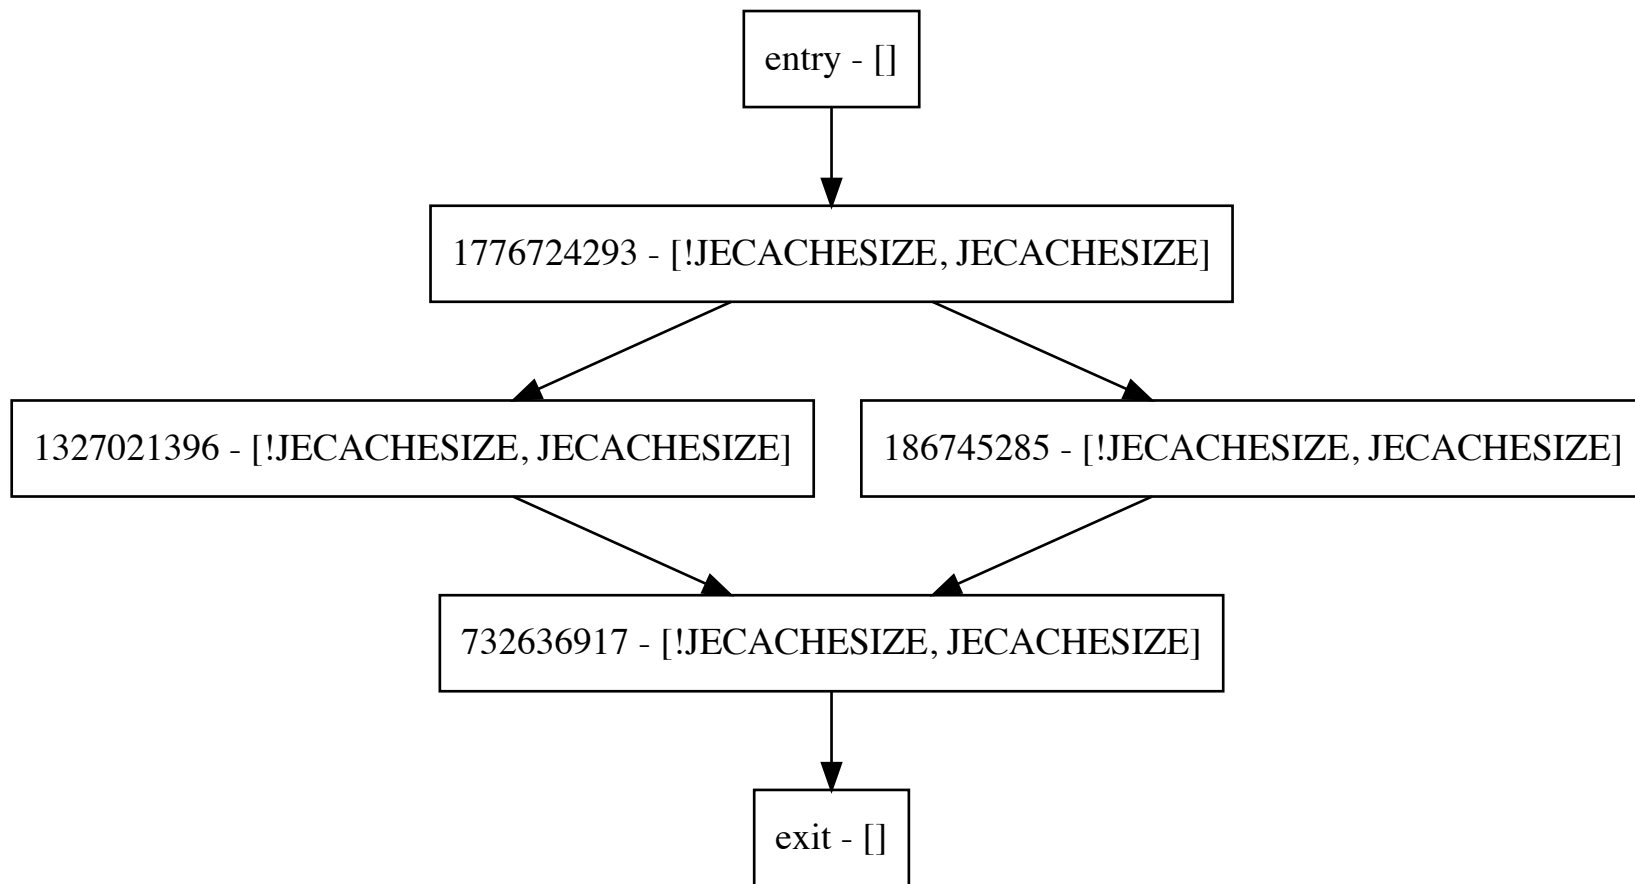 entry - []
1776724293 - [!JECACHESIZE, JECACHESIZE]
1327021396 - [!JECACHESIZE, JECACHESIZE]
186745285 - [!JECACHESIZE, JECACHESIZE]
732636917 - [!JECACHESIZE, JECACHESIZE]
exit - []